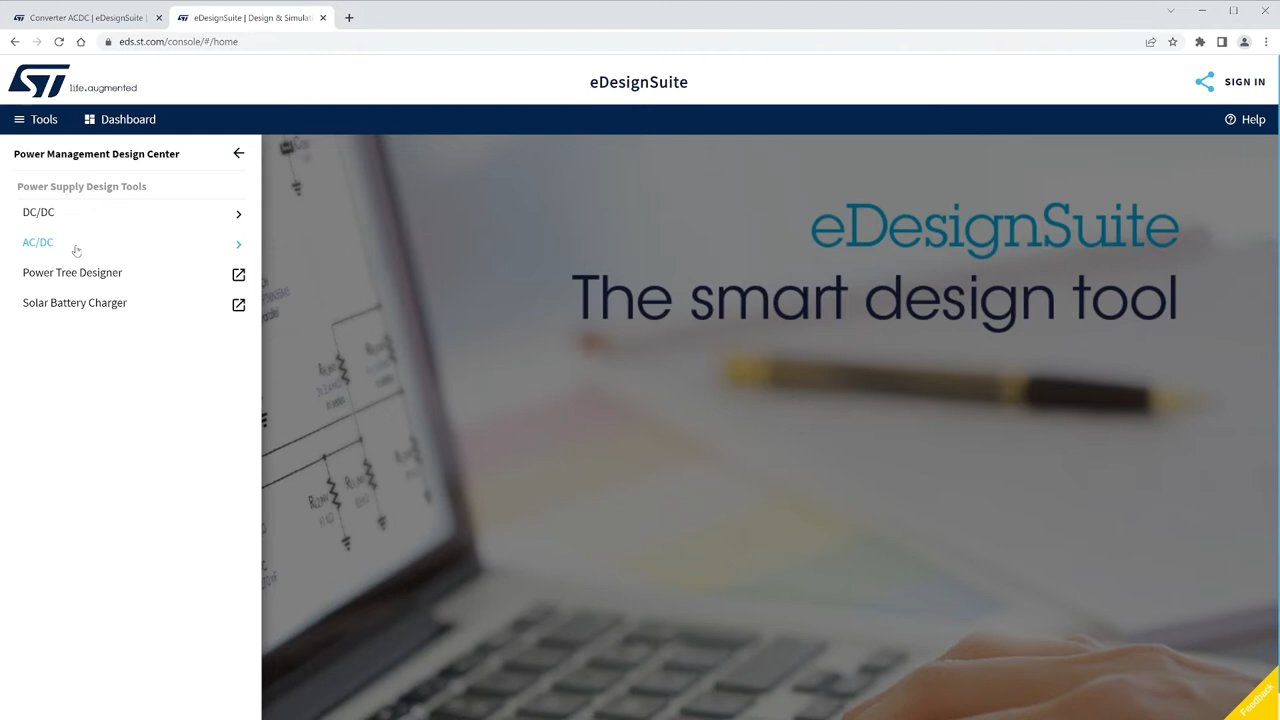 Converter ACDC | eDesignSuite |
eDesignSuite | Design & Simulat
eds.st.com/console/#/home
ST life.augmented
eDesignSuite
SIGN IN
Tools
Dashboard
Help
Power Management Design Center
Power Supply Design Tools
DC/DC
AC/DC
Power Tree Designer
Solar Battery Charger
eDesignSuite
The smart design tool
Feedback